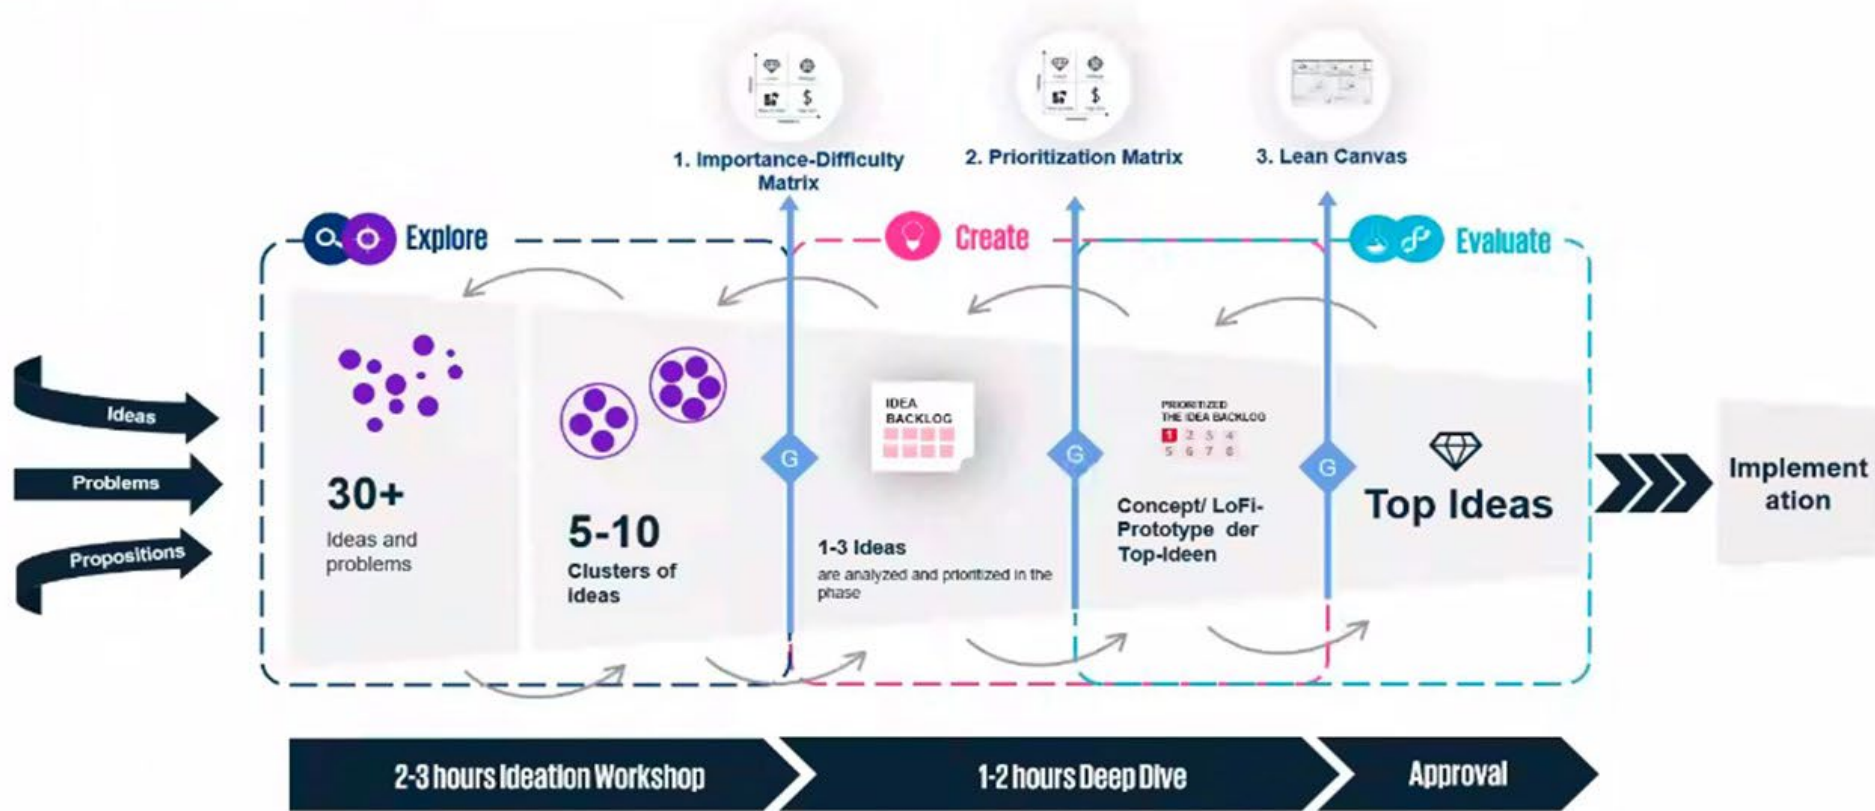 1. Importance-Difficulty
Matrix
2. Prioritization Matrix
3. Lean Canvas
Explore
Create
Evaluate
Ideas
Problems
Propositions
30+
Ideas and
problems
5-10
Clusters of
ideas
G
IDEA
BACKLOG
1-3 Ideas
are analyzed and prioritized in the
phase
G
PRIORITIZED
THE IDEA BACKLOG
1 2 3 4
5 6 7 8
Concept/ LoFi-
Prototype der
Top-Ideen
G
Top Ideas
Implement
ation
2-3 hours Ideation Workshop
1-2 hours Deep Dive
Approval